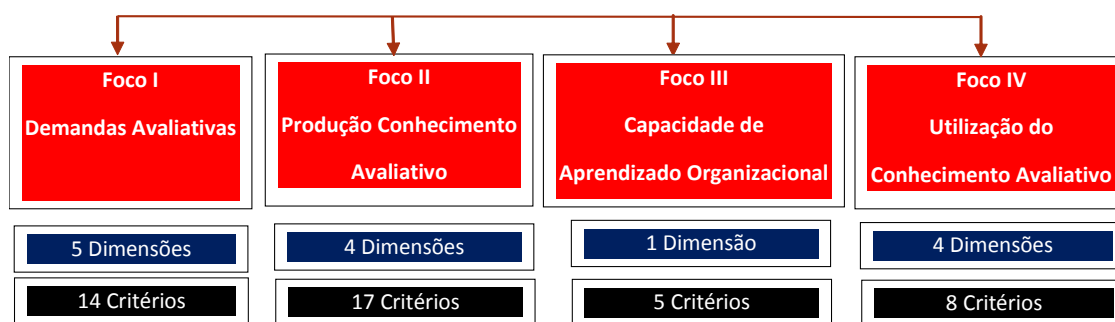 Foco I
Demandas Avaliativas
5 Dimensões
14 Critérios
Foco II
Produção Conhecimento
Avaliativo
4 Dimensões
17 Critérios
Foco III
Capacidade de
Aprendizado Organizacional
1 Dimensão
5 Critérios
Foco IV
Utilização do
Conhecimento Avaliativo
4 Dimensões
8 Critérios